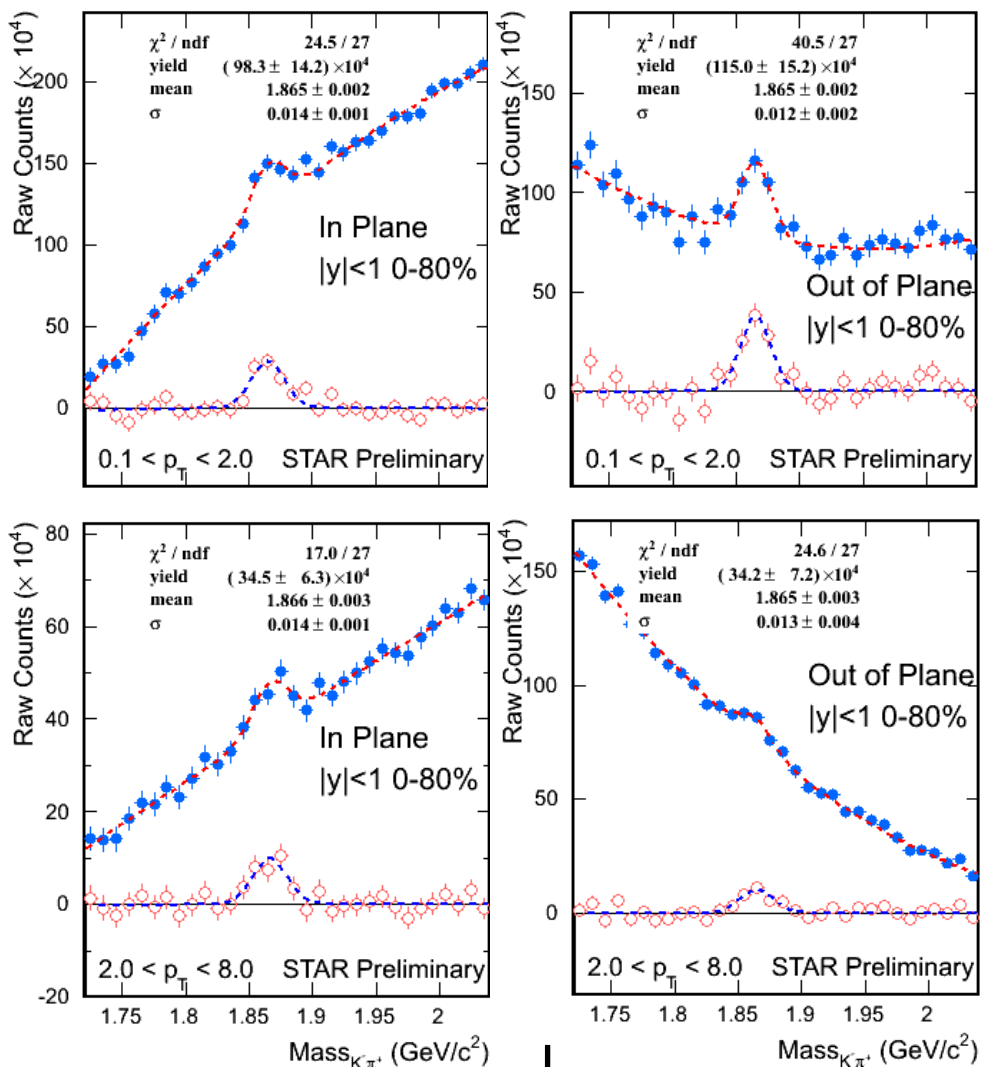 χ² / ndf 24.5 / 27
yield ( 98.3 ± 14.2) ×10⁴
mean 1.865 ± 0.002
σ 0.014 ± 0.001
Raw Counts (× 10⁴)
200
150
100
50
0
In Plane
|y|<1 0-80%
0.1 < p_T < 2.0 STAR Preliminary
χ² / ndf 40.5 / 27
yield (115.0 ± 15.2) ×10⁴
mean 1.865 ± 0.002
σ 0.012 ± 0.002
Raw Counts (× 10⁴)
150
100
50
0
Out of Plane
|y|<1 0-80%
0.1 < p_T < 2.0 STAR Preliminary
χ² / ndf 17.0 / 27
yield ( 34.5 ± 6.3) ×10⁴
mean 1.866 ± 0.003
σ 0.014 ± 0.001
Raw Counts (× 10⁴)
80
60
40
20
0
-20
In Plane
|y|<1 0-80%
2.0 < p_T < 8.0 STAR Preliminary
1.75 1.8 1.85 1.9 1.95 2
Mass_K⁻π⁺ (GeV/c²)
χ² / ndf 24.6 / 27
yield ( 34.2 ± 7.2) ×10⁴
mean 1.865 ± 0.003
σ 0.013 ± 0.004
Raw Counts (× 10⁴)
150
100
50
0
Out of Plane
|y|<1 0-80%
2.0 < p_T < 8.0 STAR Preliminary
1.75 1.8 1.85 1.9 1.95 2
Mass_K⁻π⁺ (GeV/c²)